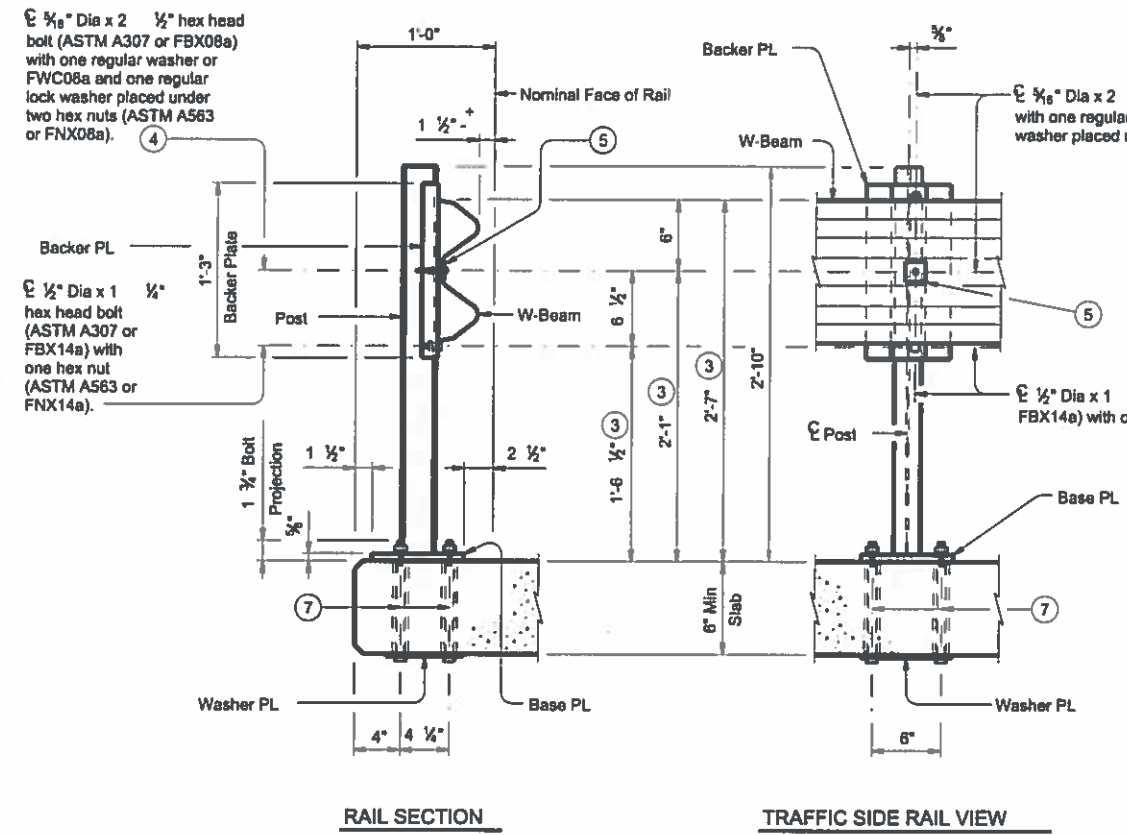 ℄ 5/16" Dia x 2 1/2" hex head
bolt (ASTM A307 or FBX08a)
with one regular washer or
FWC08a and one regular
lock washer placed under
two hex nuts (ASTM A563
or FNX08a).
4
1'-0"
Nominal Face of Rail
1 1/2" -+
5
Backer PL
1'-3"
Backer Plate
℄ 1/2" Dia x 1 1/4"
hex head bolt
(ASTM A307 or
FBX14a) with
one hex nut
(ASTM A563 or
FNX14a).
Post
W-Beam
1 3/4" Bolt
Projection
5/8"
1 1/2"
2 1/2"
7
Base PL
Washer PL
4"
4 1/4"
6"
6 1/2"
1'-6 1/2"
3
2'-1"
3
2'-7"
3
2'-10"
6" Min
Slab
RAIL SECTION
Backer PL
5/8"
℄ 5/16" Dia x 2
with one regular
washer placed u
W-Beam
5
℄ 1/2" Dia x 1
FBX14a) with o
℄ Post
Base PL
7
Washer PL
6"
TRAFFIC SIDE RAIL VIEW